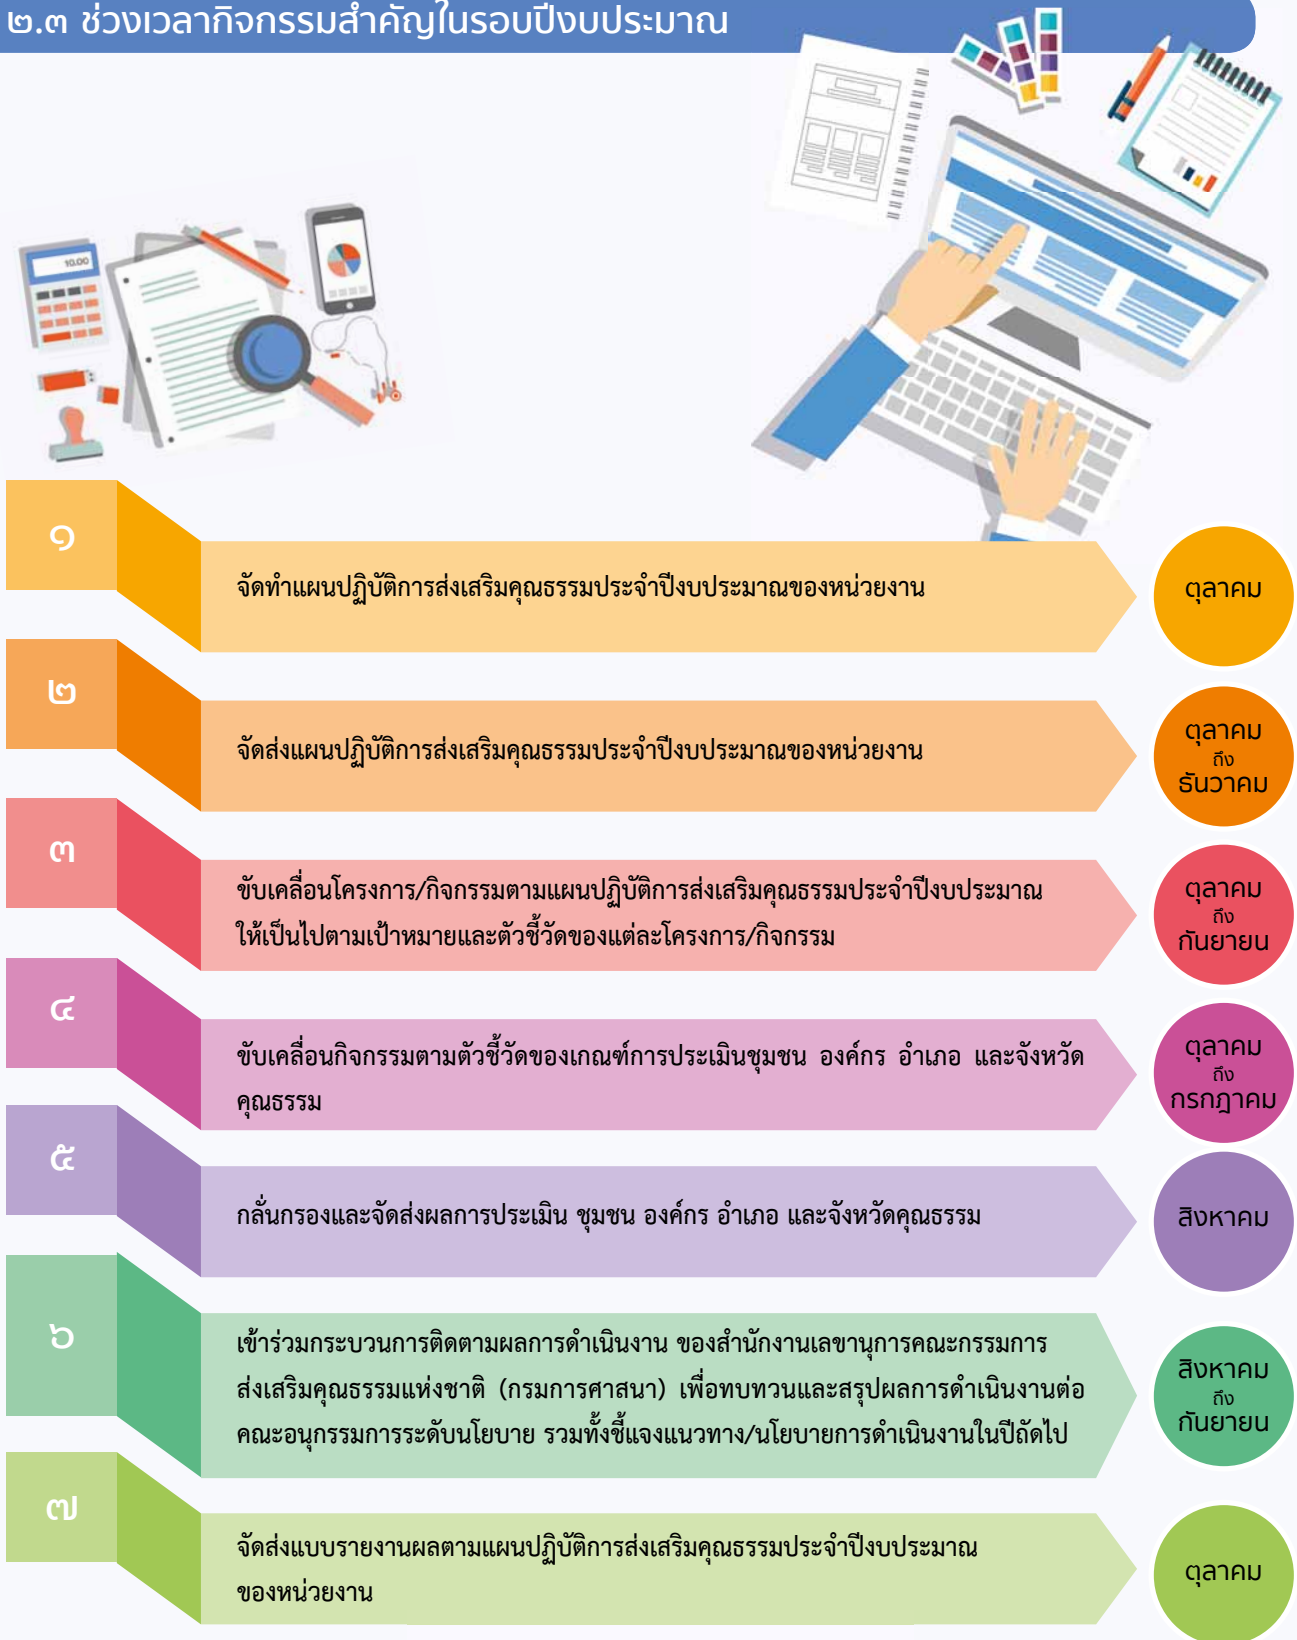 ๒.๓ ช่วงเวลากิจกรรมสำคัญในรอบปีงบประมาณ
10.00
๑
จัดทำแผนปฏิบัติการส่งเสริมคุณธรรมประจำปีงบประมาณของหน่วยงาน
ตุลาคม
๒
จัดส่งแผนปฏิบัติการส่งเสริมคุณธรรมประจำปีงบประมาณของหน่วยงาน
ตุลาคม
ถึง
ธันวาคม
๓
ขับเคลื่อนโครงการ/กิจกรรมตามแผนปฏิบัติการส่งเสริมคุณธรรมประจำปีงบประมาณ
ให้เป็นไปตามเป้าหมายและตัวชี้วัดของแต่ละโครงการ/กิจกรรม
ตุลาคม
ถึง
กันยายน
๔
ขับเคลื่อนกิจกรรมตามตัวชี้วัดของเกณฑ์การประเมินชุมชน องค์กร อำเภอ และจังหวัด
คุณธรรม
ตุลาคม
ถึง
กรกฎาคม
๕
กลั่นกรองและจัดส่งผลการประเมิน ชุมชน องค์กร อำเภอ และจังหวัดคุณธรรม
สิงหาคม
๖
เข้าร่วมกระบวนการติดตามผลการดำเนินงาน ของสำนักงานเลขานุการคณะกรรมการ
ส่งเสริมคุณธรรมแห่งชาติ (กรมการศาสนา) เพื่อทบทวนและสรุปผลการดำเนินงานต่อ
คณะอนุกรรมการระดับนโยบาย รวมทั้งชี้แจงแนวทาง/นโยบายการดำเนินงานในปีถัดไป
สิงหาคม
ถึง
กันยายน
๗
จัดส่งแบบรายงานผลตามแผนปฏิบัติการส่งเสริมคุณธรรมประจำปีงบประมาณ
ของหน่วยงาน
ตุลาคม